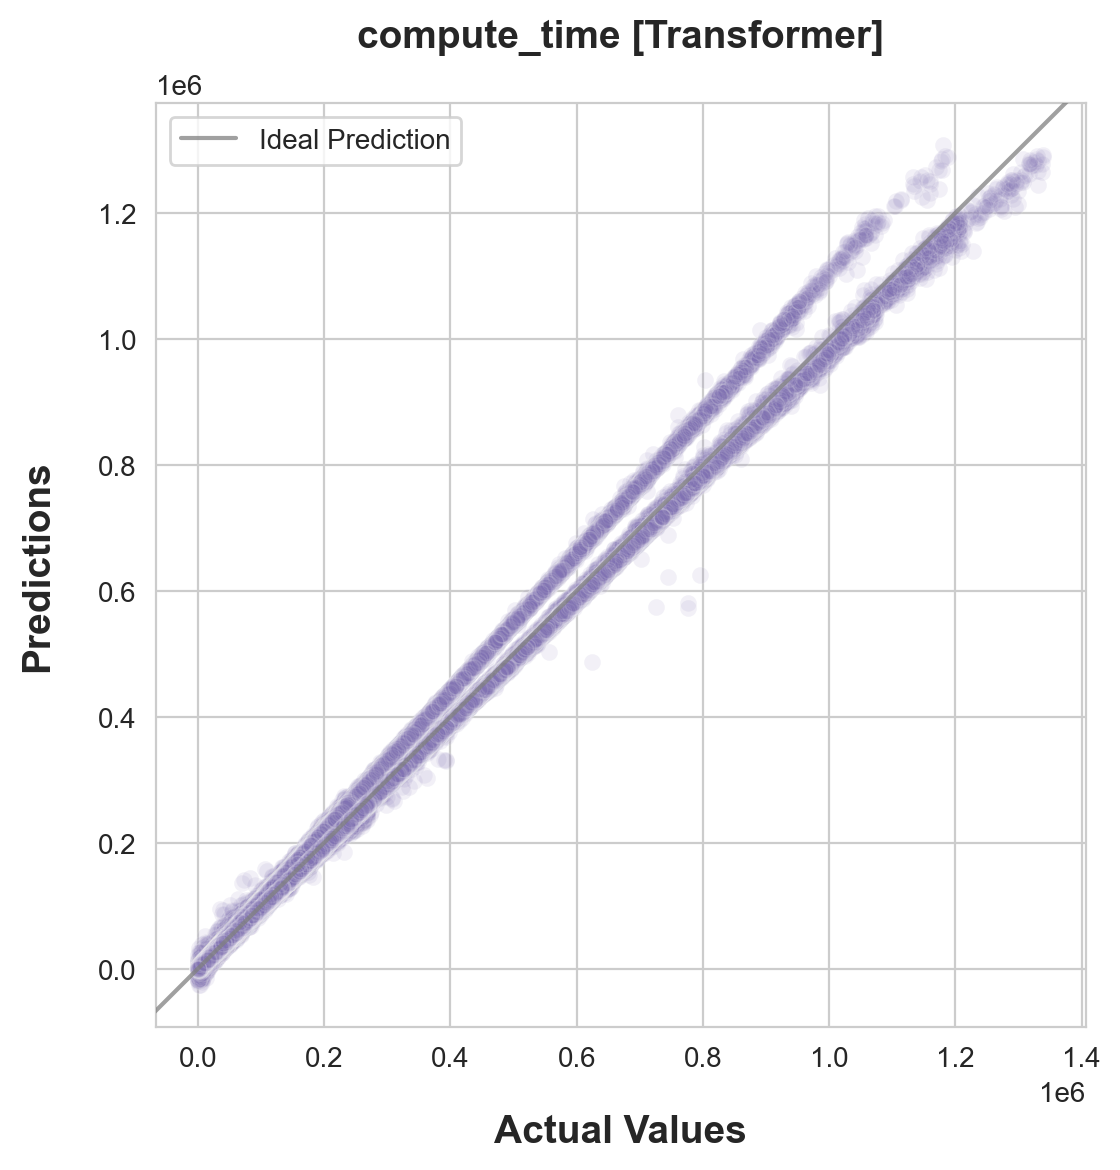 compute_time [Transformer]
1e6
Ideal Prediction
1.2
1.0
0.8
0.6
0.4
0.2
0.0
Predictions
0.0 0.2 0.4 0.6 0.8 1.0 1.2 1.4
1e6
Actual Values